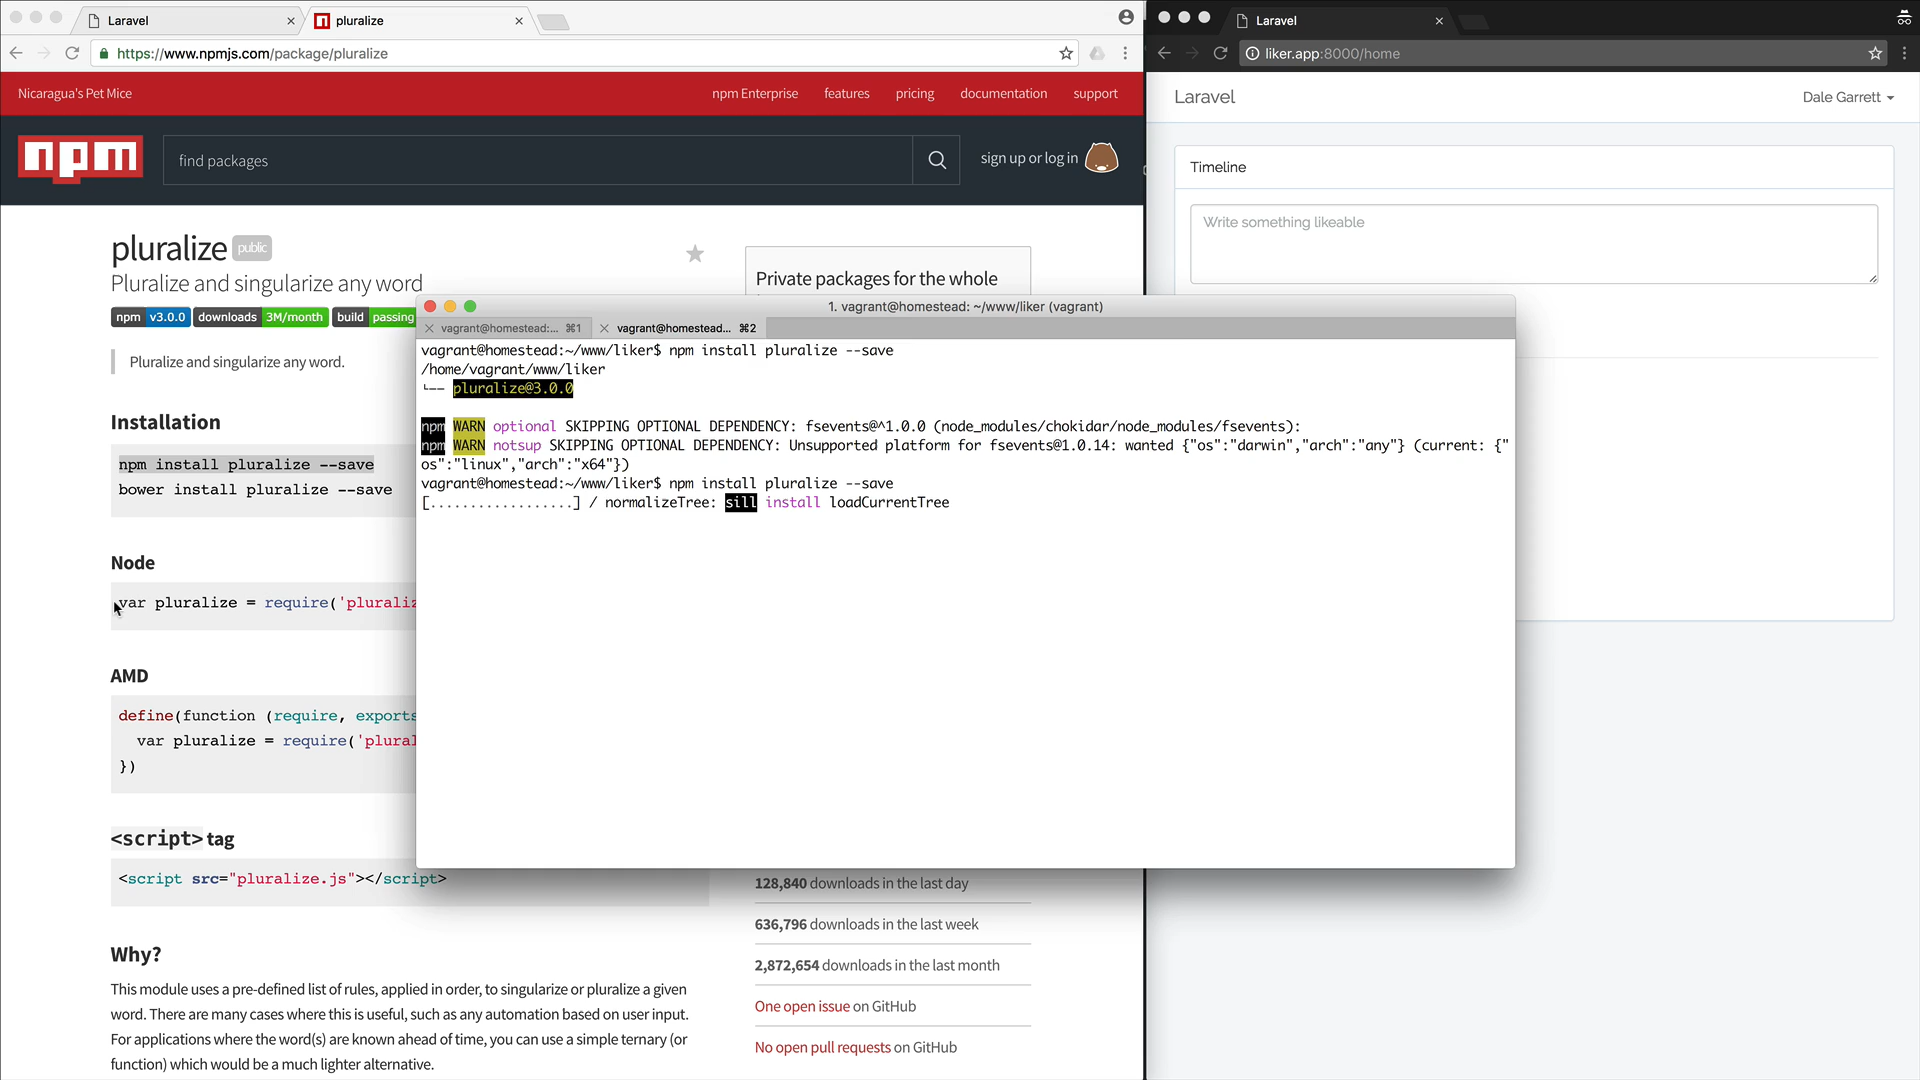 Laravel
pluralize
https://www.npmjs.com/package/pluralize
Nicaragua's Pet Mice
npm Enterprise
features
pricing
documentation
support
npm
find packages
sign up or log in
pluralize public
Pluralize and singularize any word
npm v3.0.0 downloads 3M/month build passing
Pluralize and singularize any word.
Installation
npm install pluralize --save
bower install pluralize --save
Node
var pluralize = require('pluraliz
AMD
define(function (require, exports
var pluralize = require('plural
})
<script> tag
<script src="pluralize.js"></script>
Why?
This module uses a pre-defined list of rules, applied in order, to singularize or pluralize a given
word. There are many cases where this is useful, such as any automation based on user input.
For applications where the word(s) are known ahead of time, you can use a simple ternary (or
function) which would be a much lighter alternative.
Private packages for the whole
128,840 downloads in the last day
636,796 downloads in the last week
2,872,654 downloads in the last month
One open issue on GitHub
No open pull requests on GitHub
1. vagrant@homestead: ~/www/liker (vagrant)
vagrant@homestead:... ⌘1
vagrant@homestead... ⌘2
vagrant@homestead:~/www/liker$ npm install pluralize --save
/home/vagrant/www/liker
└── pluralize@3.0.0
npm WARN optional SKIPPING OPTIONAL DEPENDENCY: fsevents@^1.0.0 (node_modules/chokidar/node_modules/fsevents):
npm WARN notsup SKIPPING OPTIONAL DEPENDENCY: Unsupported platform for fsevents@1.0.14: wanted {"os":"darwin","arch":"any"} (current: {"
os":"linux","arch":"x64"})
vagrant@homestead:~/www/liker$ npm install pluralize --save
[..................] / normalizeTree: sill install loadCurrentTree
Laravel
liker.app:8000/home
Laravel
Dale Garrett
Timeline
Write something likeable